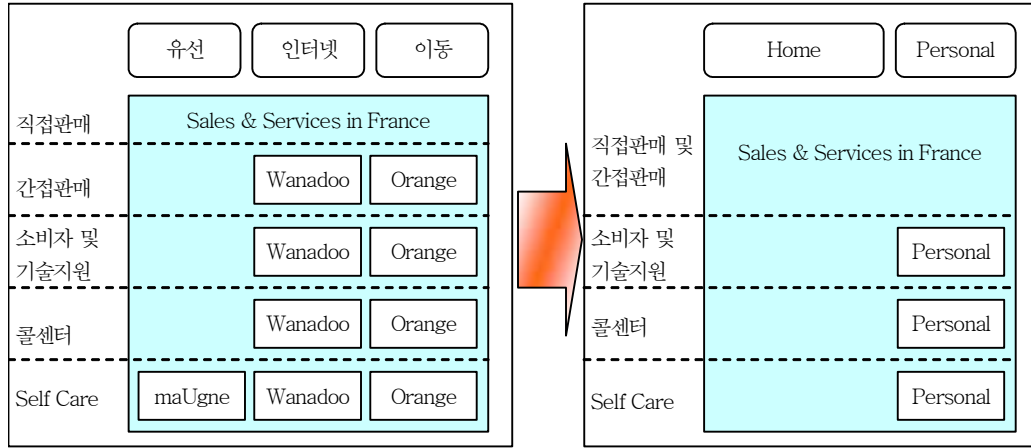 유선 인터넷 이동
직접판매 Sales & Services in France
간접판매 Wanadoo Orange
소비자 및
기술지원
Wanadoo Orange
콜센터 Wanadoo Orange
Self Care maUgne Wanadoo Orange
Home Personal
직접판매 및
간접판매
Sales & Services in France
소비자 및
기술지원
Personal
콜센터 Personal
Self Care Personal